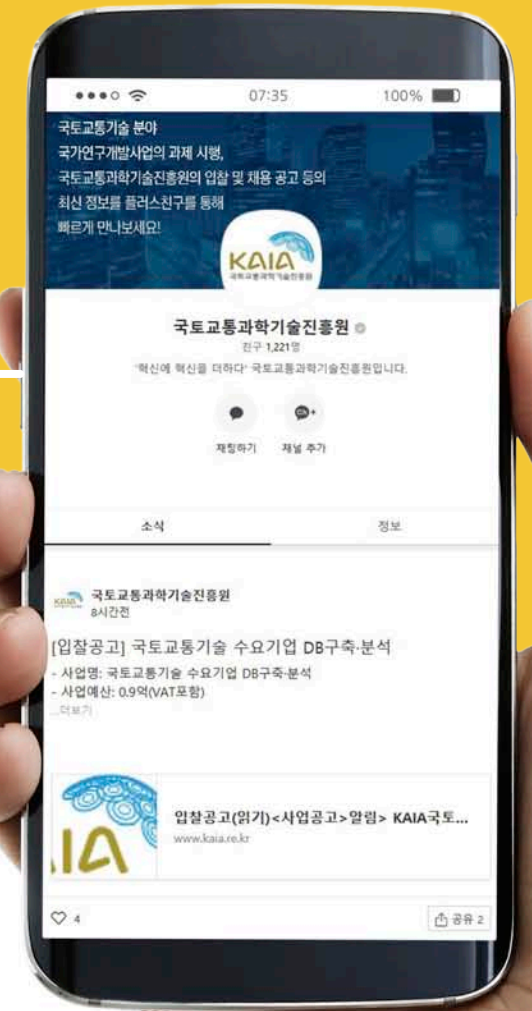 07:35
100%
국토교통기술 분야
국가연구개발사업의 과제 시행,
국토교통과학기술진흥원의 입찰 및 채용 공고 등의
최신 정보를 플러스친구를 통해
빠르게 만나보세요!
KAIA
국토교통과학기술진흥원
국토교통과학기술진흥원
친구 1,221명
'혁신에 혁신을 더하다' 국토교통과학기술진흥원입니다.
Ch+
채팅하기 채널 추가
소식 정보
KAIA
국토교통과학기술진흥원
8시간전
[입찰공고] 국토교통기술 수요기업 DB구축·분석
- 사업명: 국토교통기술 수요기업 DB구축·분석
- 사업예산: 0.9억(VAT포함)
...더보기
IA
입찰공고(읽기)<사업공고>알림> KAIA국토...
www.kaia.re.kr
4
공유 2